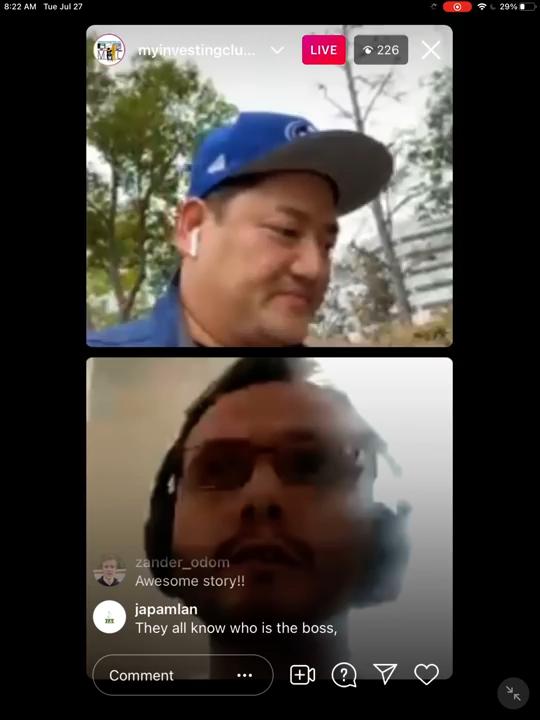 8:22 AM Tue Jul 27
29%
myinvestingclu...
LIVE
226
zander_odom
Awesome story!!
japamlan
They all know who is the boss,
Comment